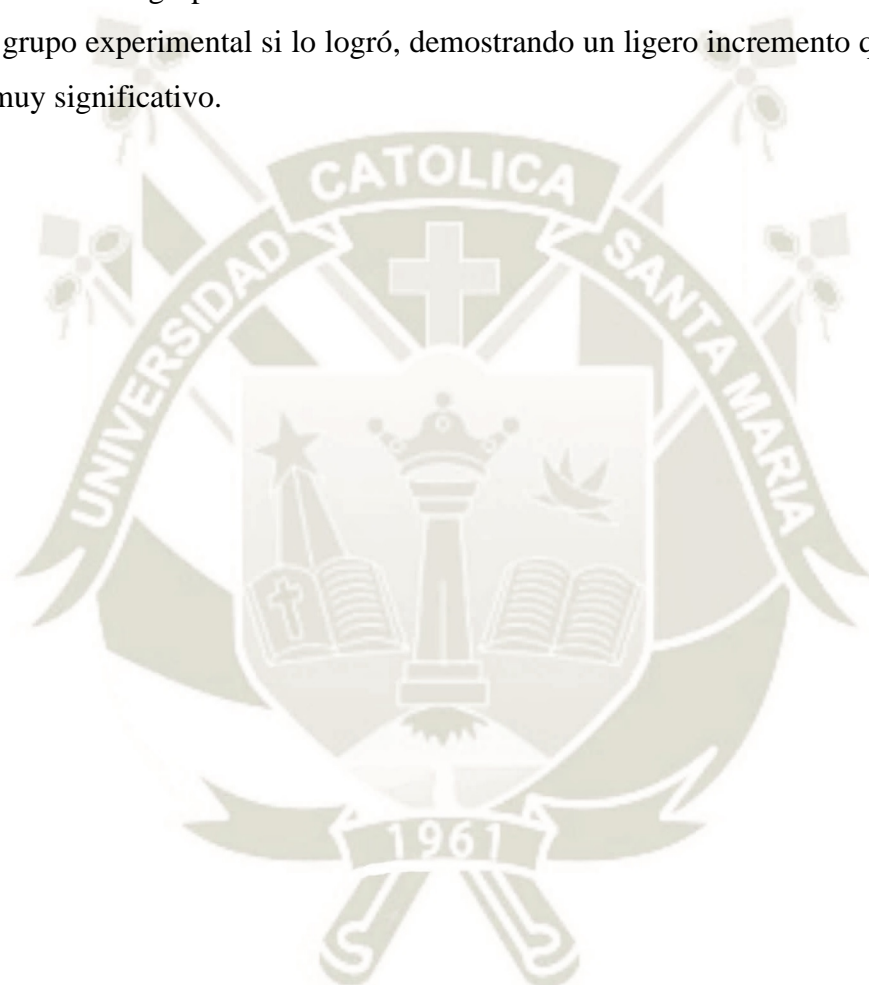 grupo experimental si lo logró, demostrando un ligero incremento
muy significativo.
CATOLICA
UNIVERSIDAD
SANTA MARIA
1961